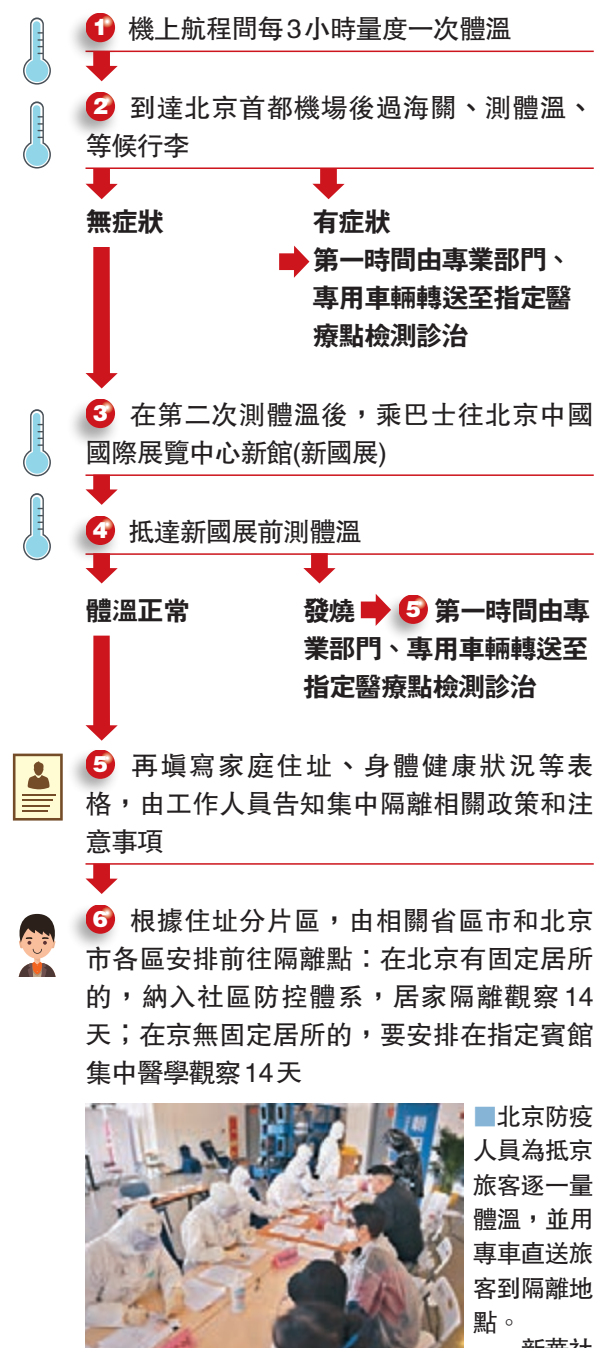 1 機上航程間每3小時量度一次體溫
2 到達北京首都機場後過海關、測體溫、
等候行李
無症狀
有症狀
第一時間由專業部門、
專用車輛轉送至指定醫
療點檢測診治
3 在第二次測體溫後，乘巴士往北京中國
國際展覽中心新館(新國展)
4 抵達新國展前測體溫
體溫正常
發燒 5 第一時間由專
業部門、專用車輛轉送至
指定醫療點檢測診治
5 再填寫家庭住址、身體健康狀況等表
格，由工作人員告知集中隔離相關政策和注
意事項
6 根據住址分片區，由相關省區市和北京
市各區安排前往隔離點：在北京有固定居所
的，納入社區防控體系，居家隔離觀察14
天；在京無固定居所的，要安排在指定賓館
集中醫學觀察14天
■北京防疫
人員為抵京
旅客逐一量
體溫，並用
專車直送旅
客到隔離地
點。
新華社